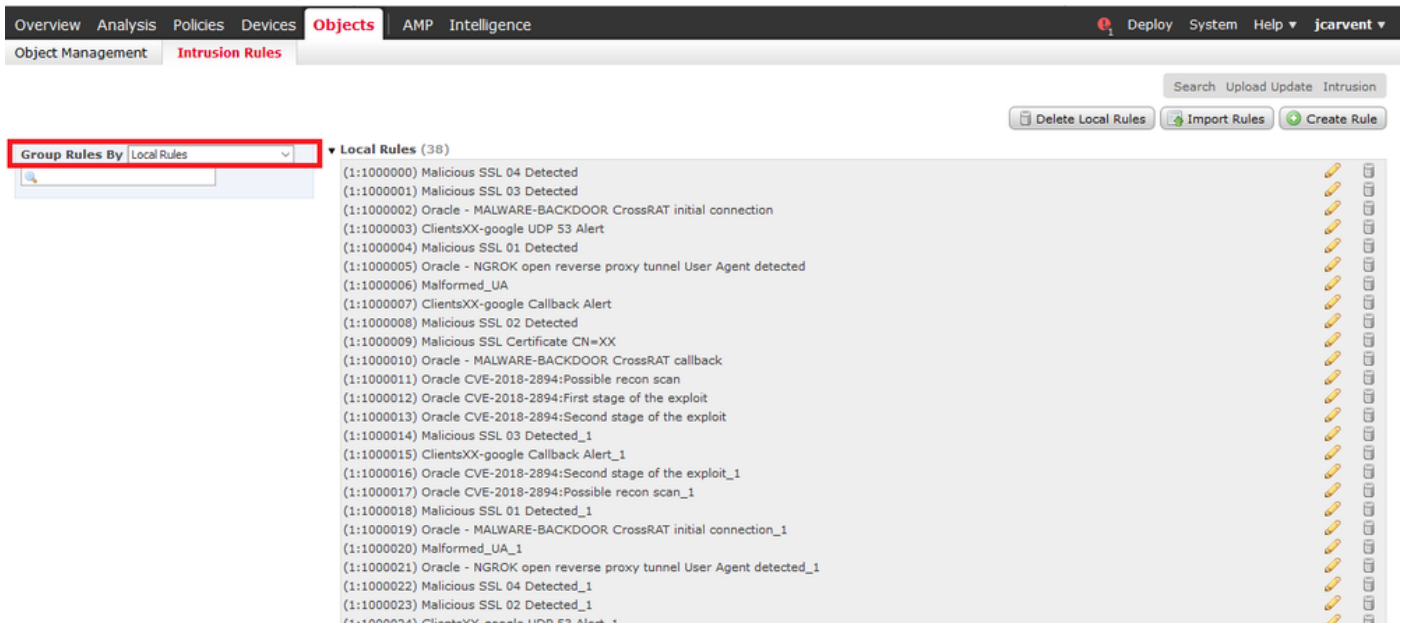 Overview Analysis Policies Devices Objects AMP Intelligence 1 Deploy System Help ▾ jcarvent ▾
Object Management Intrusion Rules
Search Upload Update Intrusion
Delete Local Rules Import Rules Create Rule
Group Rules By Local Rules
▾ Local Rules (38)
(1:1000000) Malicious SSL 04 Detected
(1:1000001) Malicious SSL 03 Detected
(1:1000002) Oracle - MALWARE-BACKDOOR CrossRAT initial connection
(1:1000003) ClientsXX-google UDP 53 Alert
(1:1000004) Malicious SSL 01 Detected
(1:1000005) Oracle - NGROK open reverse proxy tunnel User Agent detected
(1:1000006) Malformed_UA
(1:1000007) ClientsXX-google Callback Alert
(1:1000008) Malicious SSL 02 Detected
(1:1000009) Malicious SSL Certificate CN=XX
(1:1000010) Oracle - MALWARE-BACKDOOR CrossRAT callback
(1:1000011) Oracle CVE-2018-2894:Possible recon scan
(1:1000012) Oracle CVE-2018-2894:First stage of the exploit
(1:1000013) Oracle CVE-2018-2894:Second stage of the exploit
(1:1000014) Malicious SSL 03 Detected_1
(1:1000015) ClientsXX-google Callback Alert_1
(1:1000016) Oracle CVE-2018-2894:Second stage of the exploit_1
(1:1000017) Oracle CVE-2018-2894:Possible recon scan_1
(1:1000018) Malicious SSL 01 Detected_1
(1:1000019) Oracle - MALWARE-BACKDOOR CrossRAT initial connection_1
(1:1000020) Malformed_UA_1
(1:1000021) Oracle - NGROK open reverse proxy tunnel User Agent detected_1
(1:1000022) Malicious SSL 04 Detected_1
(1:1000023) Malicious SSL 02 Detected_1
(1:1000024) ClientsXX-google UDP 53 Alert_1